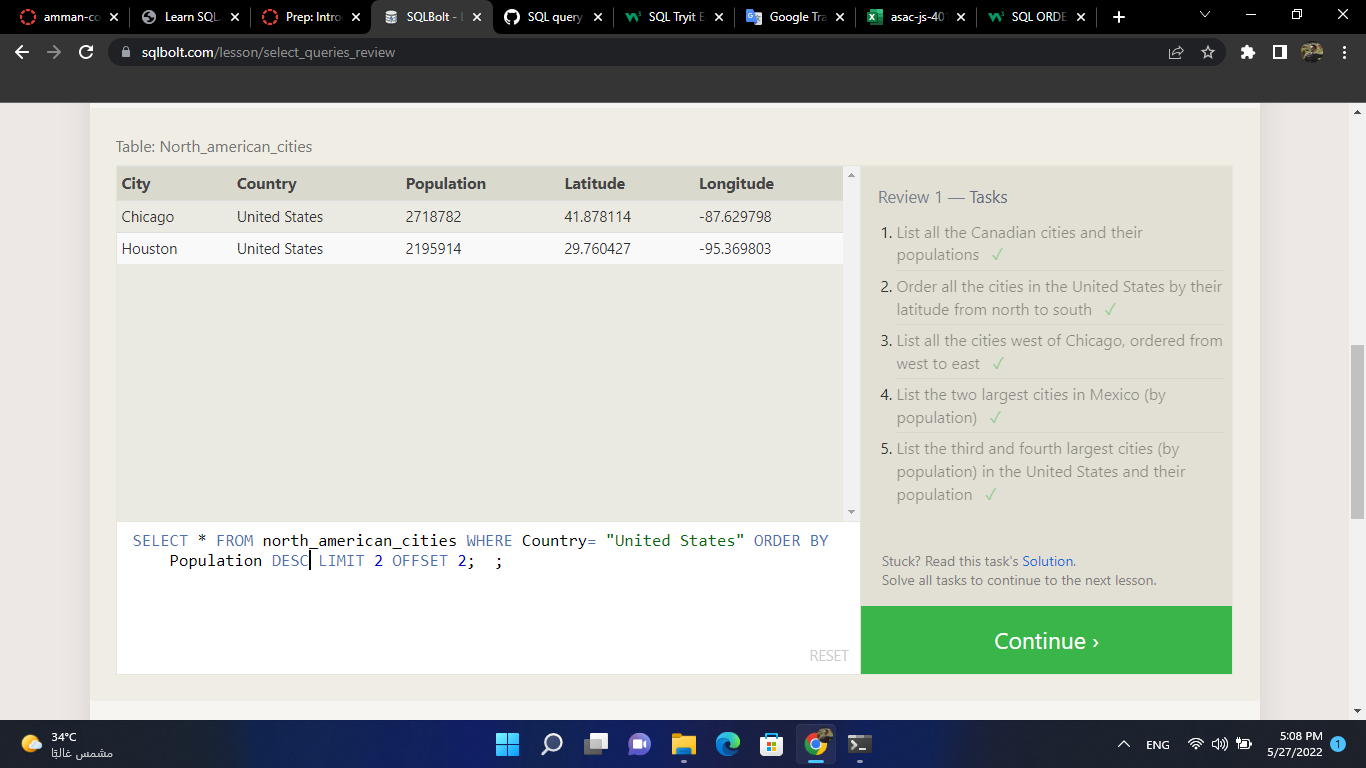 amman-co
Learn SQL
Prep: Intro
SQLBolt - L
SQL query
SQL Tryit E
Google Tra
asac-js-401
SQL ORDE
sqlbolt.com/lesson/select_queries_review
Table: North_american_cities
City Country Population Latitude Longitude
Chicago United States 2718782 41.878114 -87.629798
Houston United States 2195914 29.760427 -95.369803
Review 1 — Tasks
1. List all the Canadian cities and their
populations ✓
2. Order all the cities in the United States by their
latitude from north to south ✓
3. List all the cities west of Chicago, ordered from
west to east ✓
4. List the two largest cities in Mexico (by
population) ✓
5. List the third and fourth largest cities (by
population) in the United States and their
population ✓
SELECT * FROM north_american_cities WHERE Country= "United States" ORDER BY
Population DESC LIMIT 2 OFFSET 2;  ;
RESET
Stuck? Read this task's Solution.
Solve all tasks to continue to the next lesson.
Continue ›
34°C
مشمس غالبًا
ENG
5:08 PM
5/27/2022
1